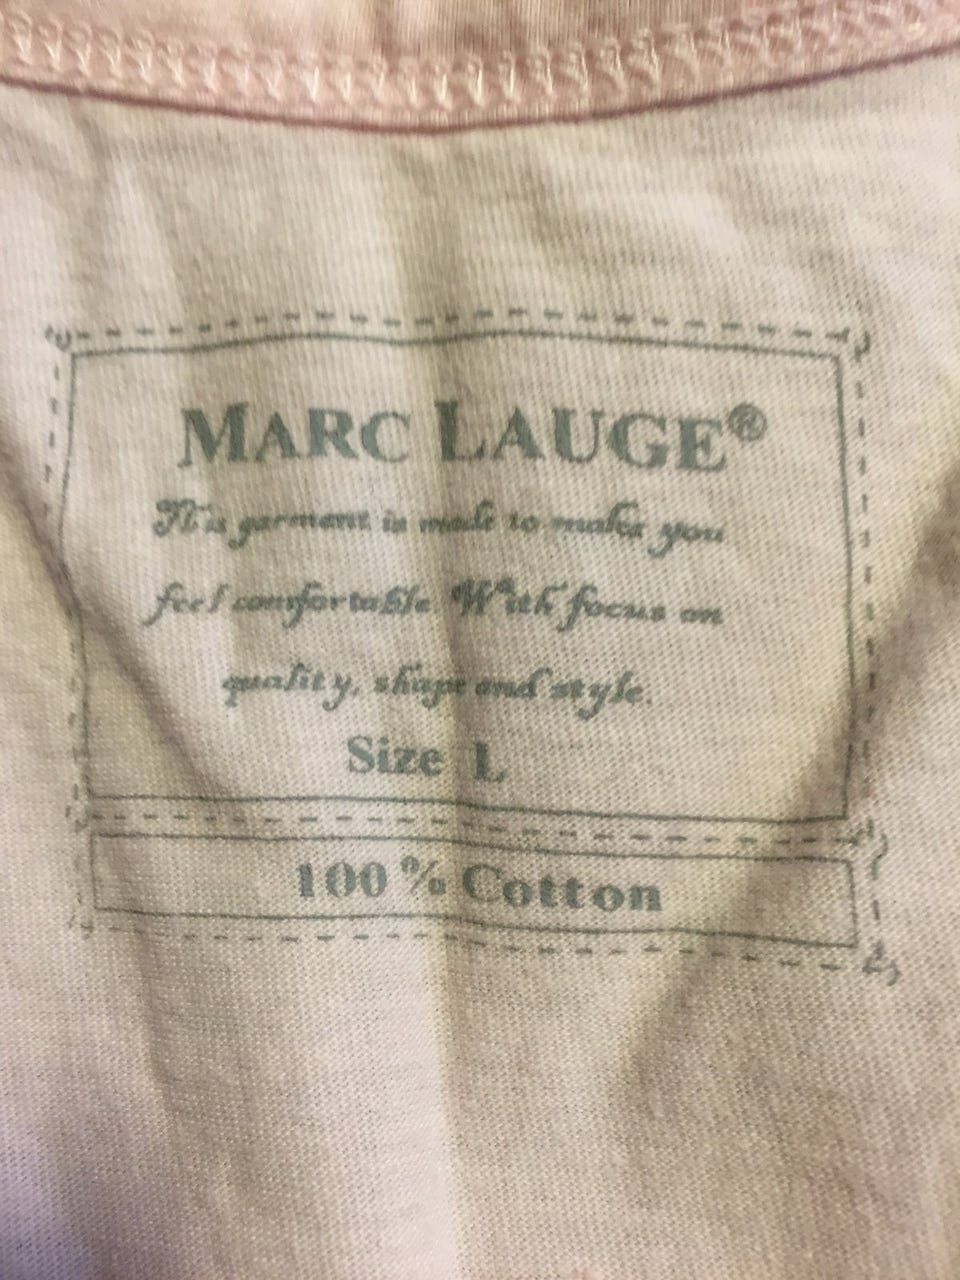 MARC LAUGE®
This garment is made to make you
feel comfortable. With focus on
quality, shape and style.
Size L
100% Cotton